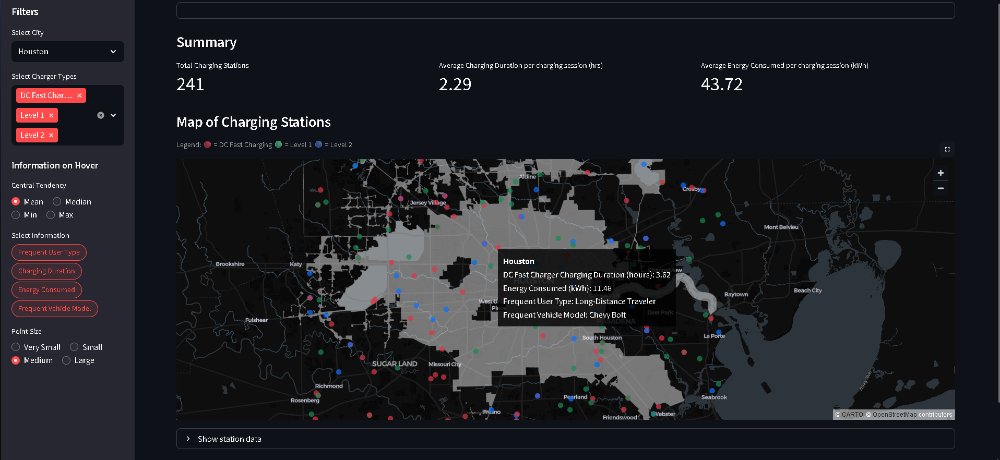 Filters
Select City
Houston
Select Charger Types
DC Fast Char...
Level 1
Level 2
Information on Hover
Central Tendency
Mean Median
Min Max
Select Information
Frequent User Type
Charging Duration
Energy Consumed
Frequent Vehicle Model
Point Size
Very Small Small
Medium Large
Summary
Total Charging Stations
241
Average Charging Duration per charging session (hrs)
2.29
Average Energy Consumed per charging session (kWh)
43.72
Map of Charging Stations
Legend: = DC Fast Charging = Level 1 = Level 2
Aldine
Crosby
Jersey Village
Mont Belvieu
Brookshire
Katy
Houston
DC Fast Charger Charging Duration (hours): 3.62
Energy Consumed (kWh): 11.48
Frequent User Type: Long-Distance Traveler
Frequent Vehicle Model: Chevy Bolt
Channelview
HOUSTON
Galena Park
Deer Park
PASADENA
Baytown
Beach City
Fulshear
South Houston
La Porte
SUGAR LAND
Missouri City
Richmond
Rosenberg
Pearland
Seabrook
Fresno
Friendswood
Webster
Trinity River
© CARTO, © OpenStreetMap contributors
Show station data